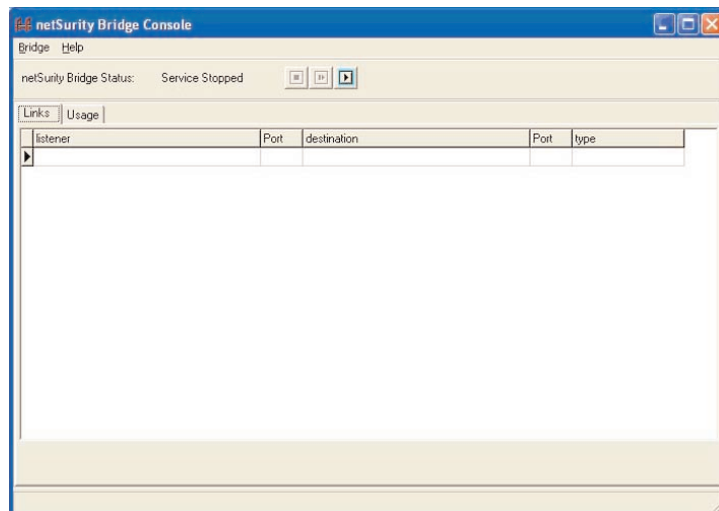 netSurity Bridge Console
Bridge Help
netSurity Bridge Status: Service Stopped
Links Usage
listener Port destination Port type